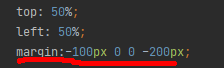 top: 50%;
left: 50%;
margin:-100px 0 0 -200px;